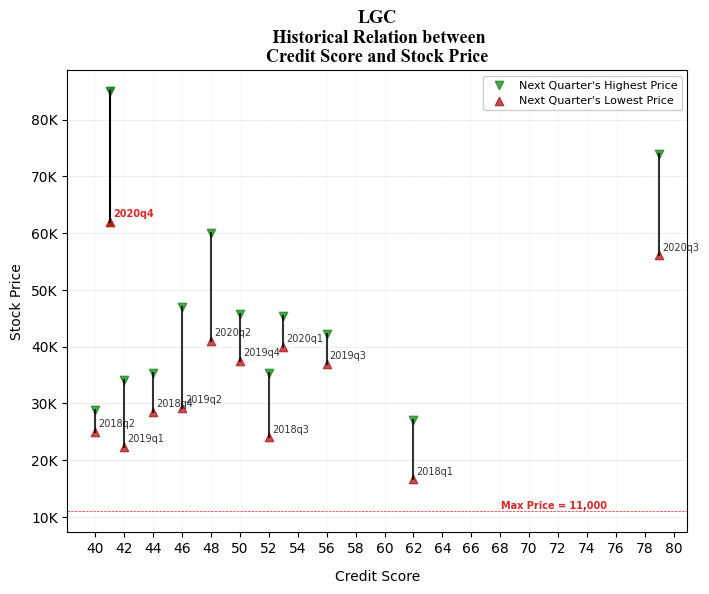 LGC
Historical Relation between
Credit Score and Stock Price
Next Quarter's Highest Price
Next Quarter's Lowest Price
80K
70K
60K
50K
40K
30K
20K
10K
Stock Price
2020q4
2020q3
2020q2
2020q1
2019q4
2019q3
2018q4
2019q2
2018q2
2019q1
2018q3
2018q1
Max Price = 11,000
40 42 44 46 48 50 52 54 56 58 60 62 64 66 68 70 72 74 76 78 80
Credit Score